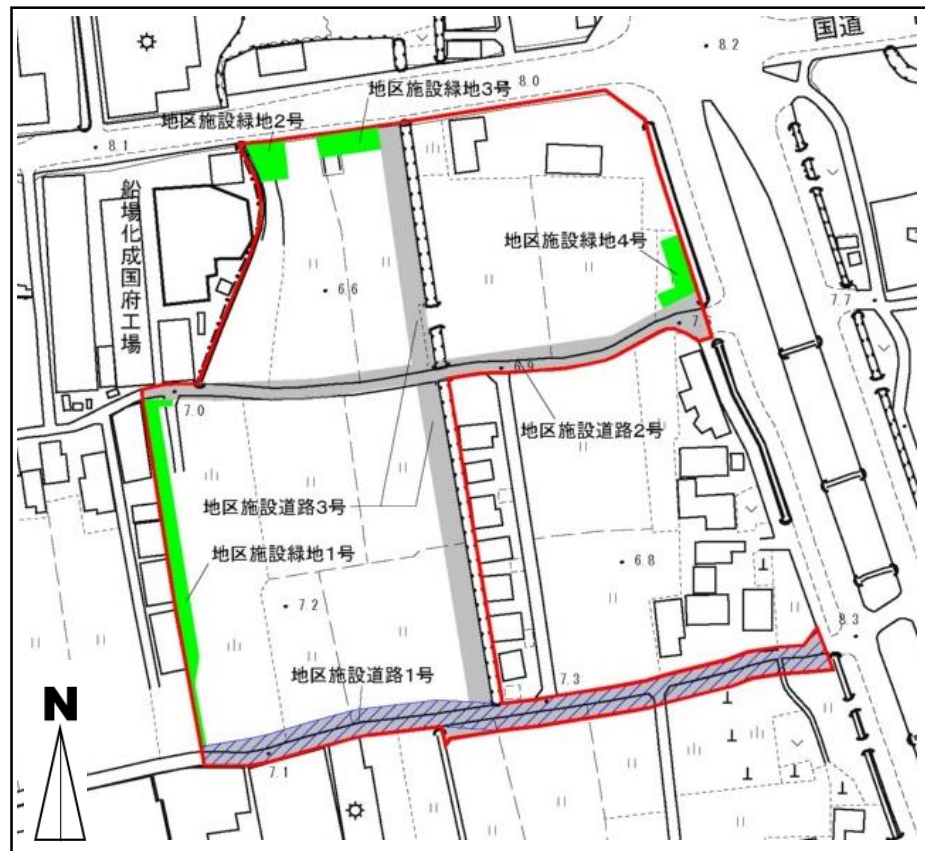 国道
8.2
8.0
地区施設緑地3号
地区施設緑地2号
8.1
船場化成国府工場
地区施設緑地4号
6.6
7.7
6.9
7.0
地区施設道路2号
地区施設道路3号
地区施設緑地1号
6.8
7.2
8.3
地区施設道路1号
7.3
N
7.1